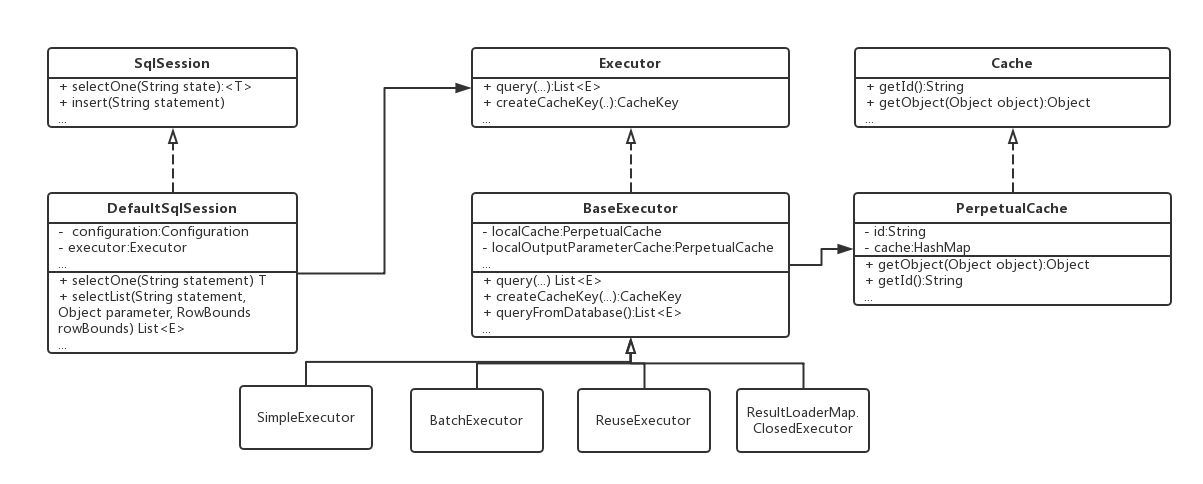 SqlSession
+ selectOne(String state):<T>
+ insert(String statement)
...
Executor
+ query(...):List<E>
+ createCacheKey(..):CacheKey
...
Cache
+ getId():String
+ getObject(Object object):Object
...
DefaultSqlSession
- configuration:Configuration
- executor:Executor
...
+ selectOne(String statement) T
+ selectList(String statement,
Object parameter, RowBounds
rowBounds) List<E>
...
BaseExecutor
- localCache:PerpetualCache
- localOutputParameterCache:PerpetualCache
...
+ query(...) List<E>
+ createCacheKey(...):CacheKey
+ queryFromDatabase():List<E>
...
PerpetualCache
- id:String
- cache:HashMap
+ getObject(Object object):Object
+ getId():String
...
SimpleExecutor
BatchExecutor
ReuseExecutor
ResultLoaderMap.
ClosedExecutor